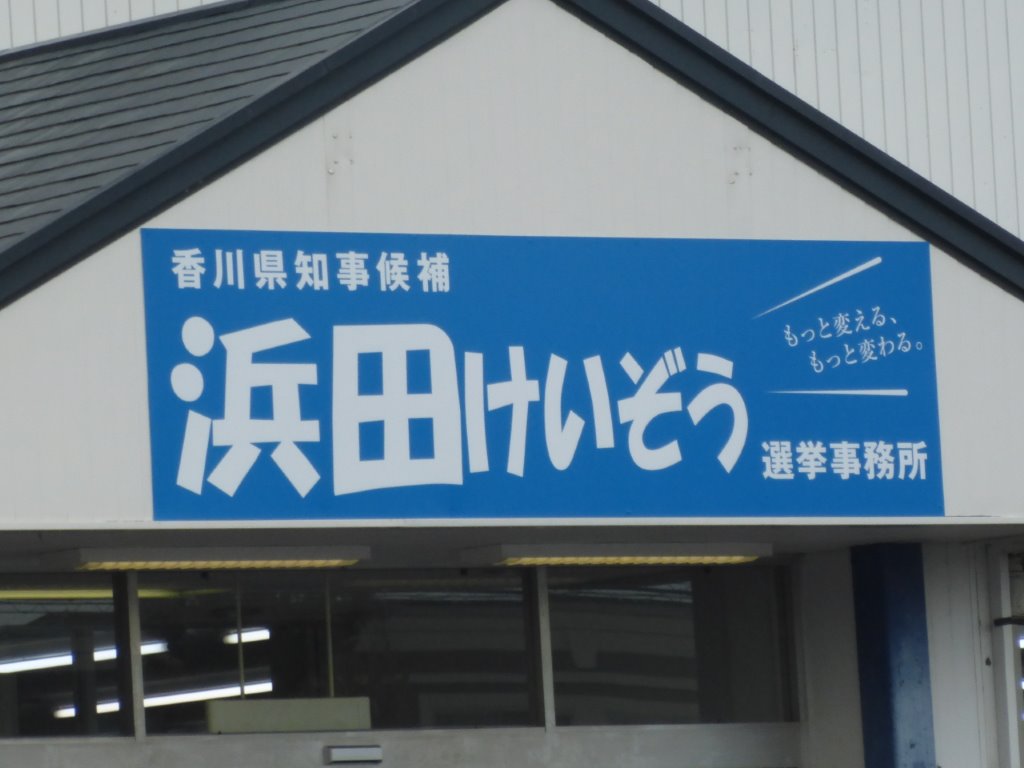 香川県知事候補
浜田けいぞう
もっと変える、
もっと変わる。
選挙事務所